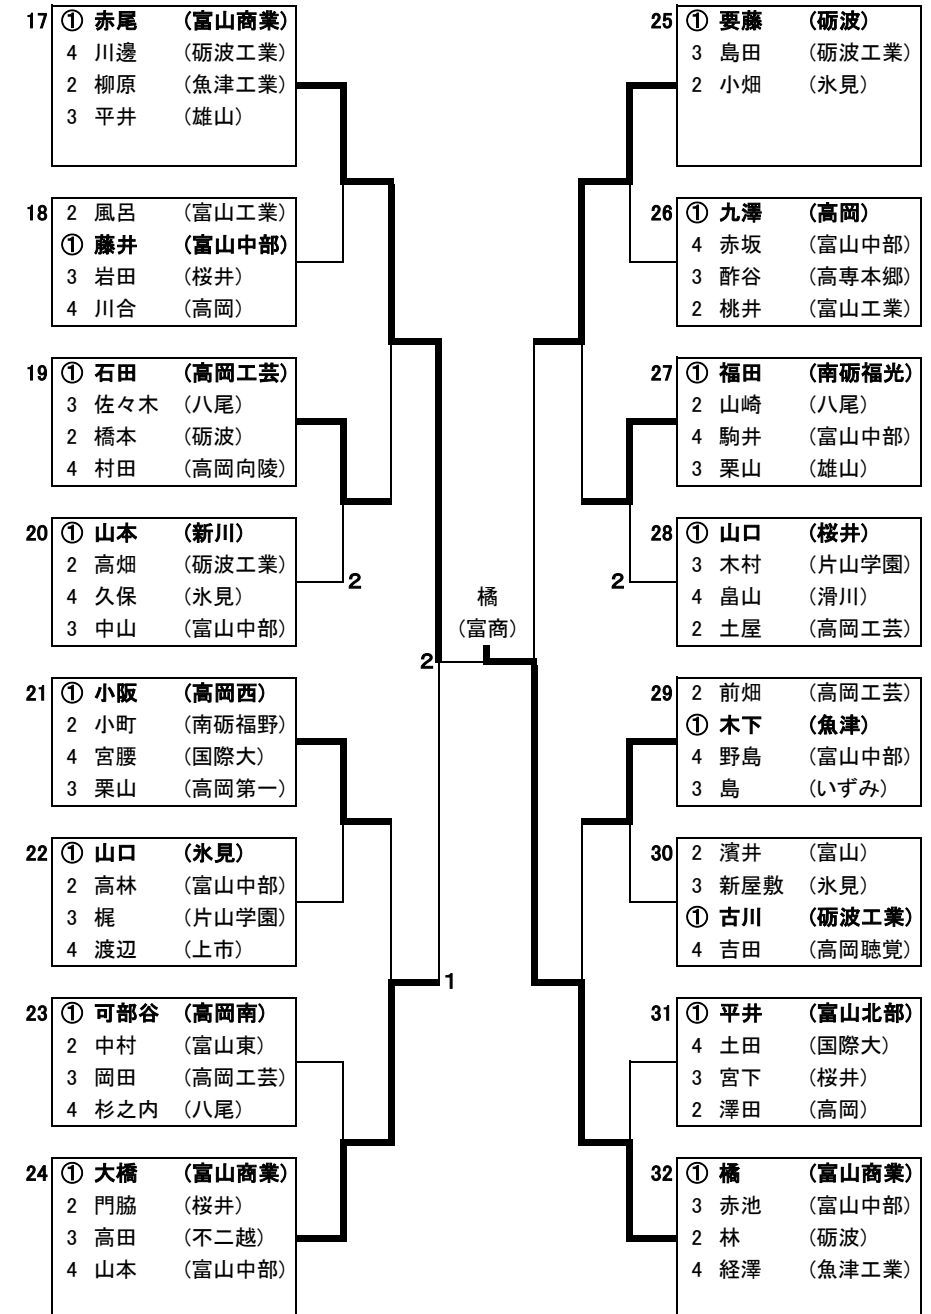 17 ① 赤尾 (富山商業)
4 川邊 (砺波工業)
2 柳原 (魚津工業)
3 平井 (雄山)
18 2 風呂 (富山工業)
① 藤井 (富山中部)
3 岩田 (桜井)
4 川合 (高岡)
19 ① 石田 (高岡工芸)
3 佐々木 (八尾)
2 橋本 (砺波)
4 村田 (高岡向陵)
20 ① 山本 (新川)
2 高畑 (砺波工業)
4 久保 (氷見)
3 中山 (富山中部)
2
21 ① 小阪 (高岡西)
2 小町 (南砺福野)
4 宮腰 (国際大)
3 栗山 (高岡第一)
22 ① 山口 (氷見)
2 高林 (富山中部)
3 梶 (片山学園)
4 渡辺 (上市)
23 ① 可部谷 (高岡南)
2 中村 (富山東)
3 岡田 (高岡工芸)
4 杉之内 (八尾)
24 ① 大橋 (富山商業)
2 門脇 (桜井)
3 高田 (不二越)
4 山本 (富山中部)
1
2
橘
(富商)
25 ① 要藤 (砺波)
3 島田 (砺波工業)
2 小畑 (氷見)
26 ① 九澤 (高岡)
4 赤坂 (富山中部)
3 酢谷 (高専本郷)
2 桃井 (富山工業)
27 ① 福田 (南砺福光)
2 山崎 (八尾)
4 駒井 (富山中部)
3 栗山 (雄山)
28 ① 山口 (桜井)
3 木村 (片山学園)
4 畠山 (滑川)
2 土屋 (高岡工芸)
2
29 2 前畑 (高岡工芸)
① 木下 (魚津)
4 野島 (富山中部)
3 島 (いずみ)
30 2 濱井 (富山)
3 新屋敷 (氷見)
① 古川 (砺波工業)
4 吉田 (高岡聴覚)
31 ① 平井 (富山北部)
4 土田 (国際大)
3 宮下 (桜井)
2 澤田 (高岡)
32 ① 橘 (富山商業)
3 赤池 (富山中部)
2 林 (砺波)
4 経澤 (魚津工業)